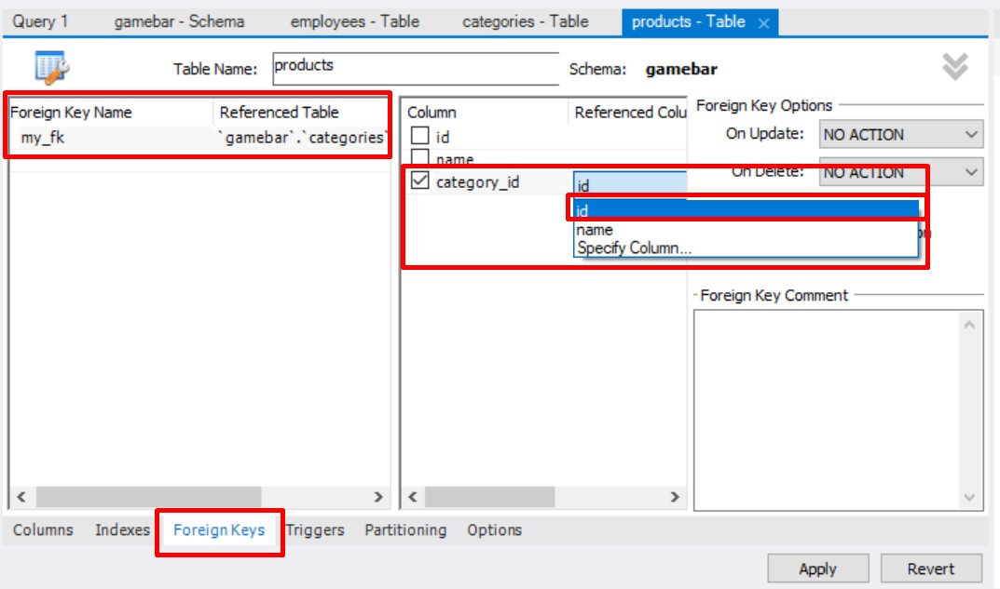 Query 1 gamebar - Schema employees - Table categories - Table products - Table ×
Table Name: products Schema: gamebar
Foreign Key Name Referenced Table
my_fk `gamebar`.`categories`
Column Referenced Colu
id
name
category_id id
id
name
Specify Column...
Foreign Key Options
On Update: NO ACTION
On Delete: NO ACTION
on
Foreign Key Comment
Columns Indexes Foreign Keys Triggers Partitioning Options
Apply Revert